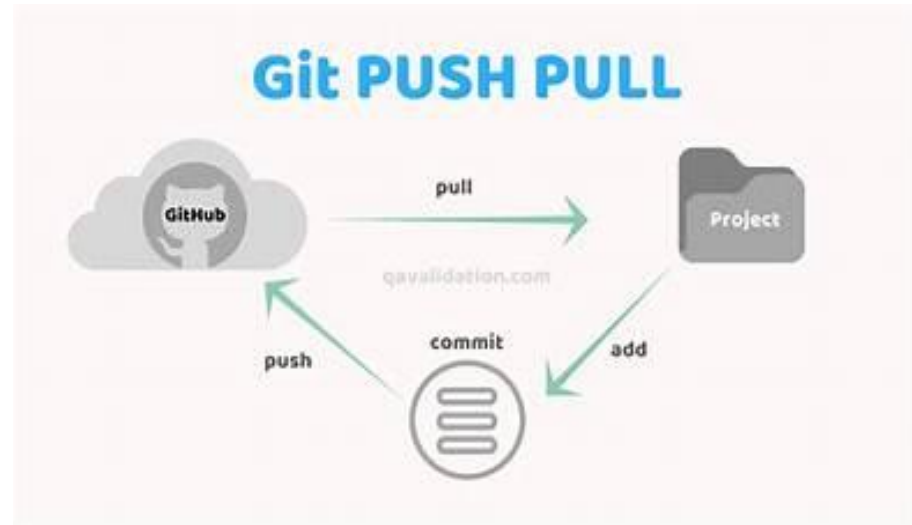 Git PUSH PULL
pull
GitHub
Project
qavalidation.com
commit
add
push